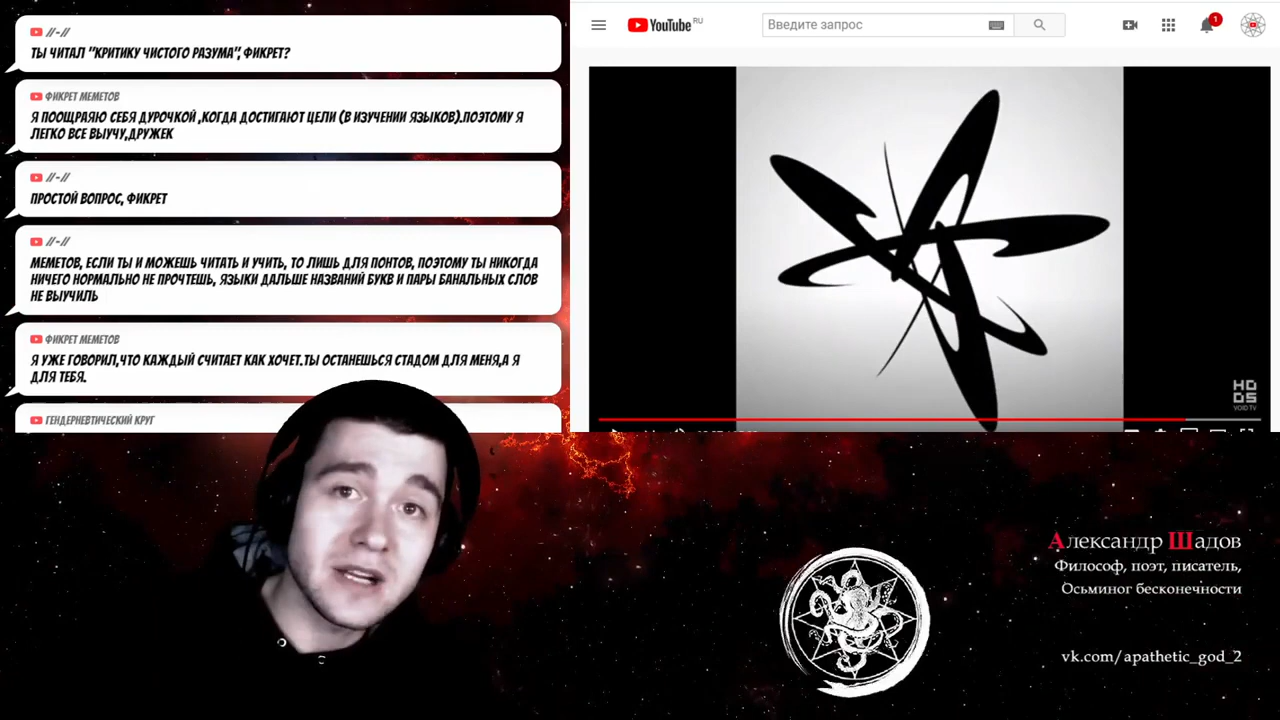 //-//
ТЫ ЧИТАЛ "КРИТИКУ ЧИСТОГО РАЗУМА", ФИКРЕТ?
ФИКРЕТ МЕМЕТОВ
Я ПООЩРАЯЮ СЕБЯ ДУРОЧКОЙ ,КОГДА ДОСТИГАЮТ ЦЕЛИ (В ИЗУЧЕНИИ ЯЗЫКОВ).ПОЭТОМУ Я
ЛЕГКО ВСЕ ВЫУЧУ,ДРУЖЕК
//-//
ПРОСТОЙ ВОПРОС, ФИКРЕТ
//-//
МЕМЕТОВ, ЕСЛИ ТЫ И МОЖЕШЬ ЧИТАТЬ И УЧИТЬ, ТО ЛИШЬ ДЛЯ ПОНТОВ, ПОЭТОМУ ТЫ НИКОГДА
НИЧЕГО НОРМАЛЬНО НЕ ПРОЧТЕШЬ, ЯЗЫКИ ДАЛЬШЕ НАЗВАНИЙ БУКВ И ПАРЫ БАНАЛЬНЫХ СЛОВ
НЕ ВЫУЧИЛЬ
ФИКРЕТ МЕМЕТОВ
Я УЖЕ ГОВОРИЛ,ЧТО КАЖДЫЙ СЧИТАЕТ КАК ХОЧЕТ.ТЫ ОСТАНЕШЬСЯ СТАДОМ ДЛЯ МЕНЯ,А Я
ДЛЯ ТЕБЯ.
ГЕНДЕРНЕВТИЧЕСКИЙ КРУГ
YouTube RU
Введите запрос
1
VOID TV
Александр Шадов
Философ, поэт, писатель,
Осьминог бесконечности
vk.com/apathetic_god_2